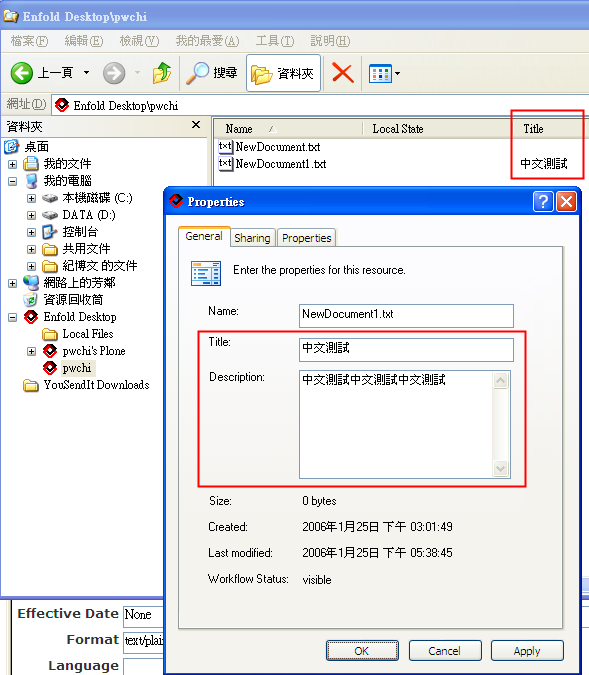 Enfold Desktop\pwchi
檔案(F) 編輯(E) 檢視(V) 我的最愛(A) 工具(T) 說明(H)
上一頁 搜尋 資料夾
網址(D) Enfold Desktop\pwchi
資料夾
桌面
我的文件
我的電腦
本機磁碟 (C:)
DATA (D:)
控制台
共用文件
紀博文 的文件
網路上的芳鄰
資源回收筒
Enfold Desktop
Local Files
pwchi's Plone
pwchi
YouSendIt Downloads
Name Local State Title
txt NewDocument.txt
txt NewDocument1.txt 中文測試
Properties
General Sharing Properties
Enter the properties for this resource.
Name: NewDocument1.txt
Title: 中文測試
Description: 中文測試中文測試中文測試
Size: 0 bytes
Created: 2006年1月25日 下午 03:01:49
Last modified: 2006年1月25日 下午 05:38:45
Workflow Status: visible
OK Cancel Apply
Effective Date None
Format text/plai
Language